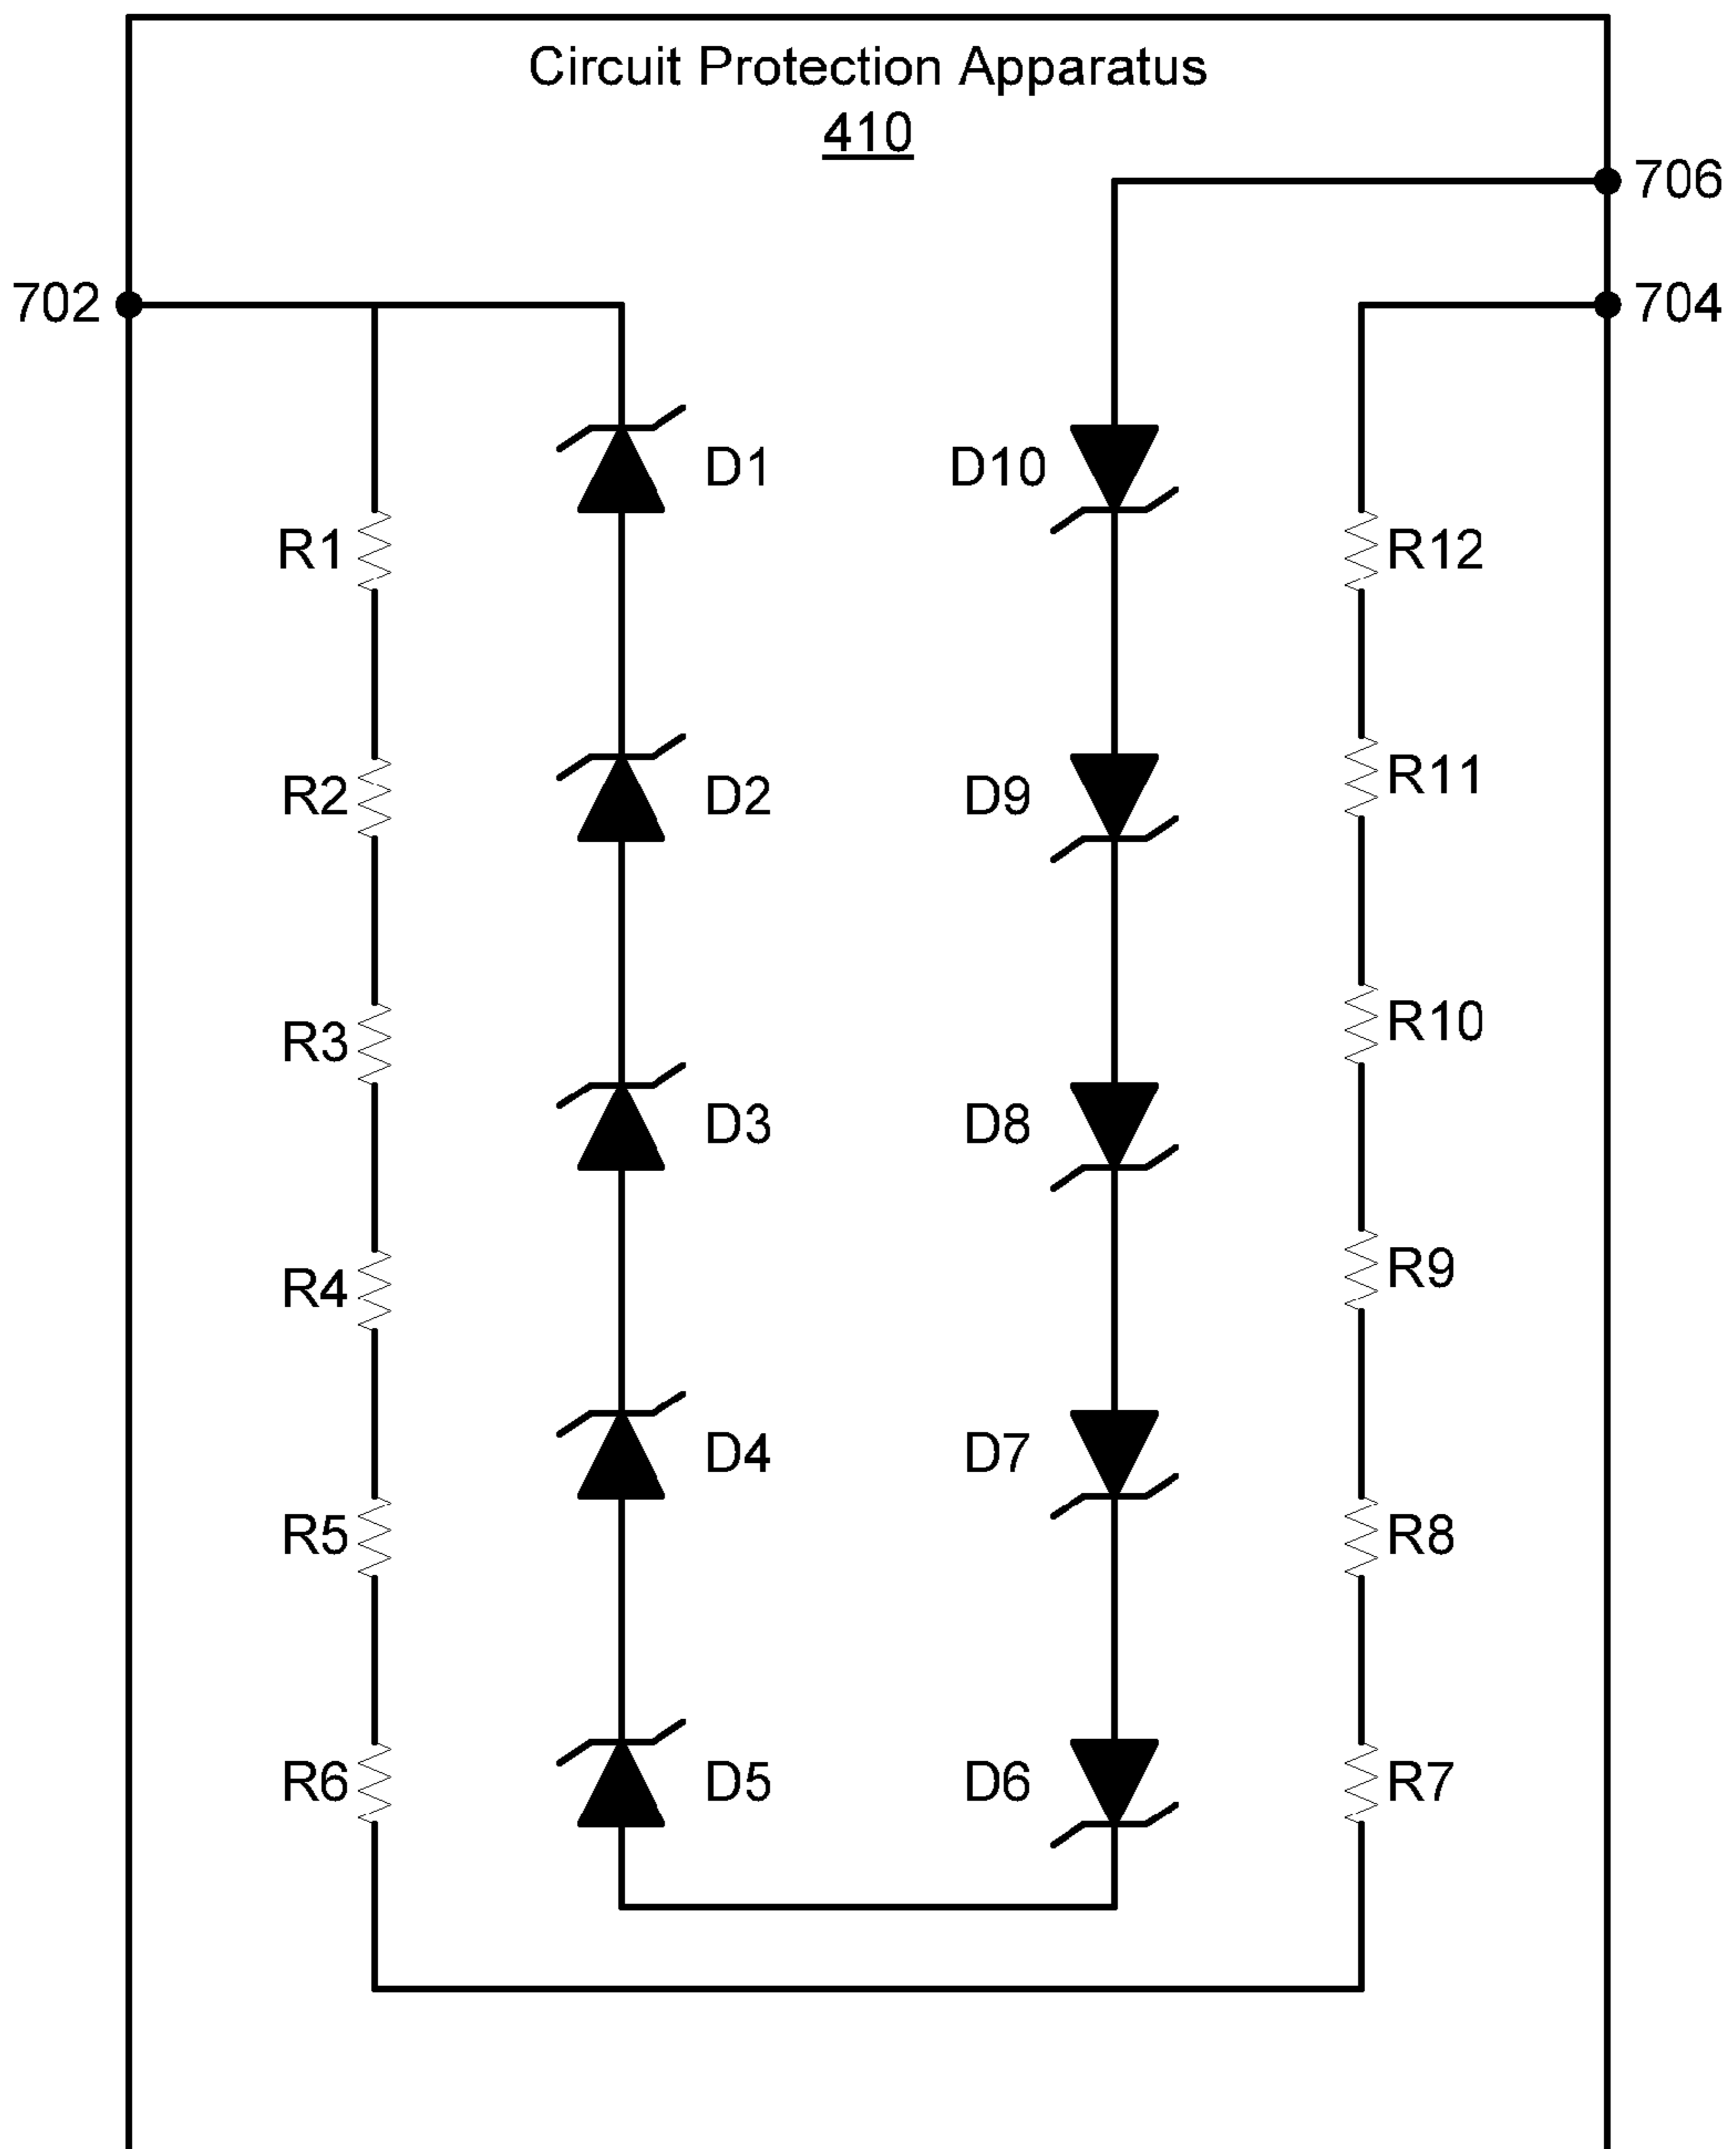 Circuit Protection Apparatus
410
706
702
704
D1
D10
R1
R12
R2
D2
D9
R11
R3
D3
D8
R10
R4
D4
D7
R9
R5
R8
R6
D5
D6
R7